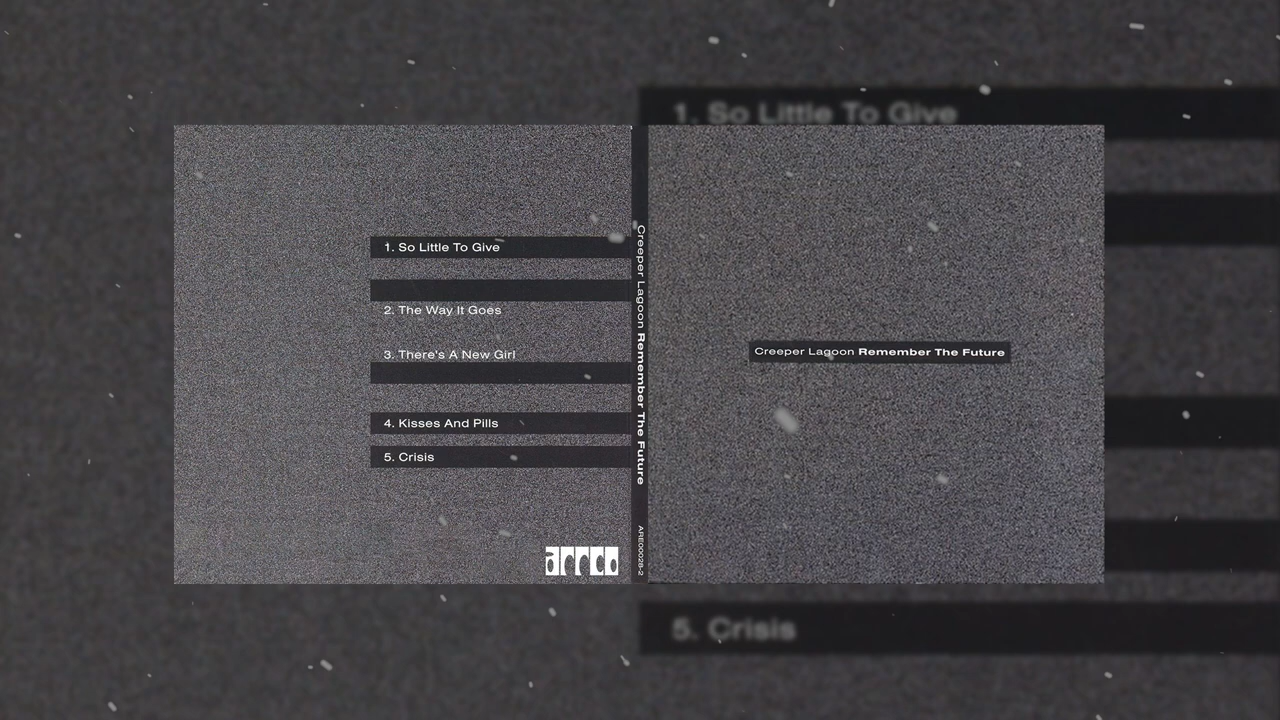 1. So Little To Give
1. So Little To Give
2. The Way It Goes
3. There's A New Girl
4. Kisses And Pills
5. Crisis
arrco
Creeper Lagoon Remember The Future
ARE00028-2
Creeper Lagoon Remember The Future
5. Crisis